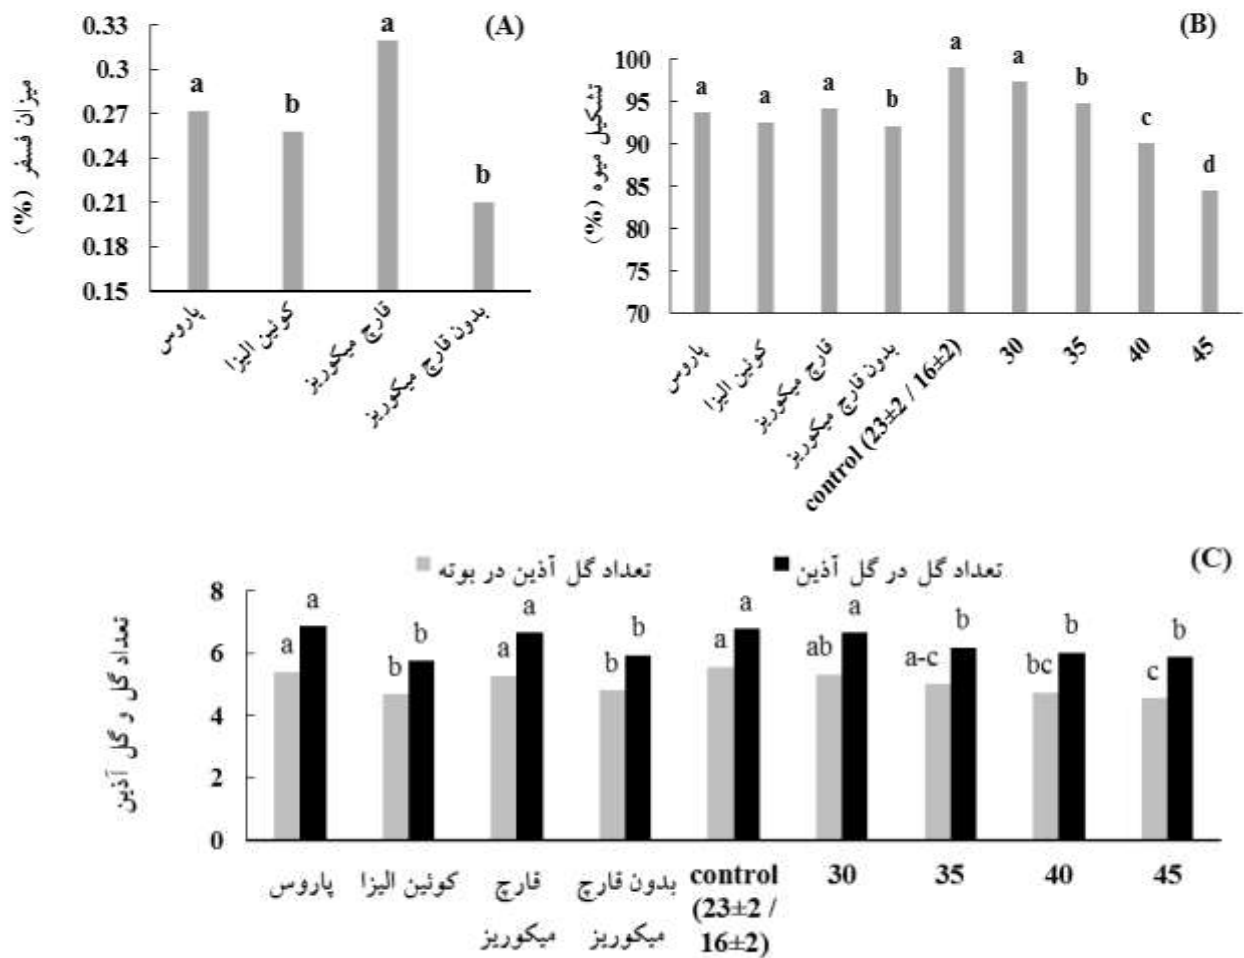 (A)
میزان فسفر (%)
0.33
0.3
0.27
0.24
0.21
0.18
0.15
a
b
a
b
پاروس
کوئین الیزا
قارچ میکوریز
بدون قارچ میکوریز
(B)
تشکیل میوه (%)
100
95
90
85
80
75
70
a
a
a
b
a
a
b
c
d
پاروس
کوئین الیزا
قارچ میکوریز
بدون قارچ میکوریز
control (23±2 / 16±2)
30
35
40
45
(C)
تعداد گل آذین در بوته
تعداد گل در گل آذین
تعداد گل و گل آذین
8
6
4
2
0
a a
b b
a a
b b
a a
ab a
a-c b
bc b
c b
پاروس
کوئین الیزا
قارچ
میکوریز
بدون قارچ
میکوریز
control
(23±2 /
16±2)
30
35
40
45